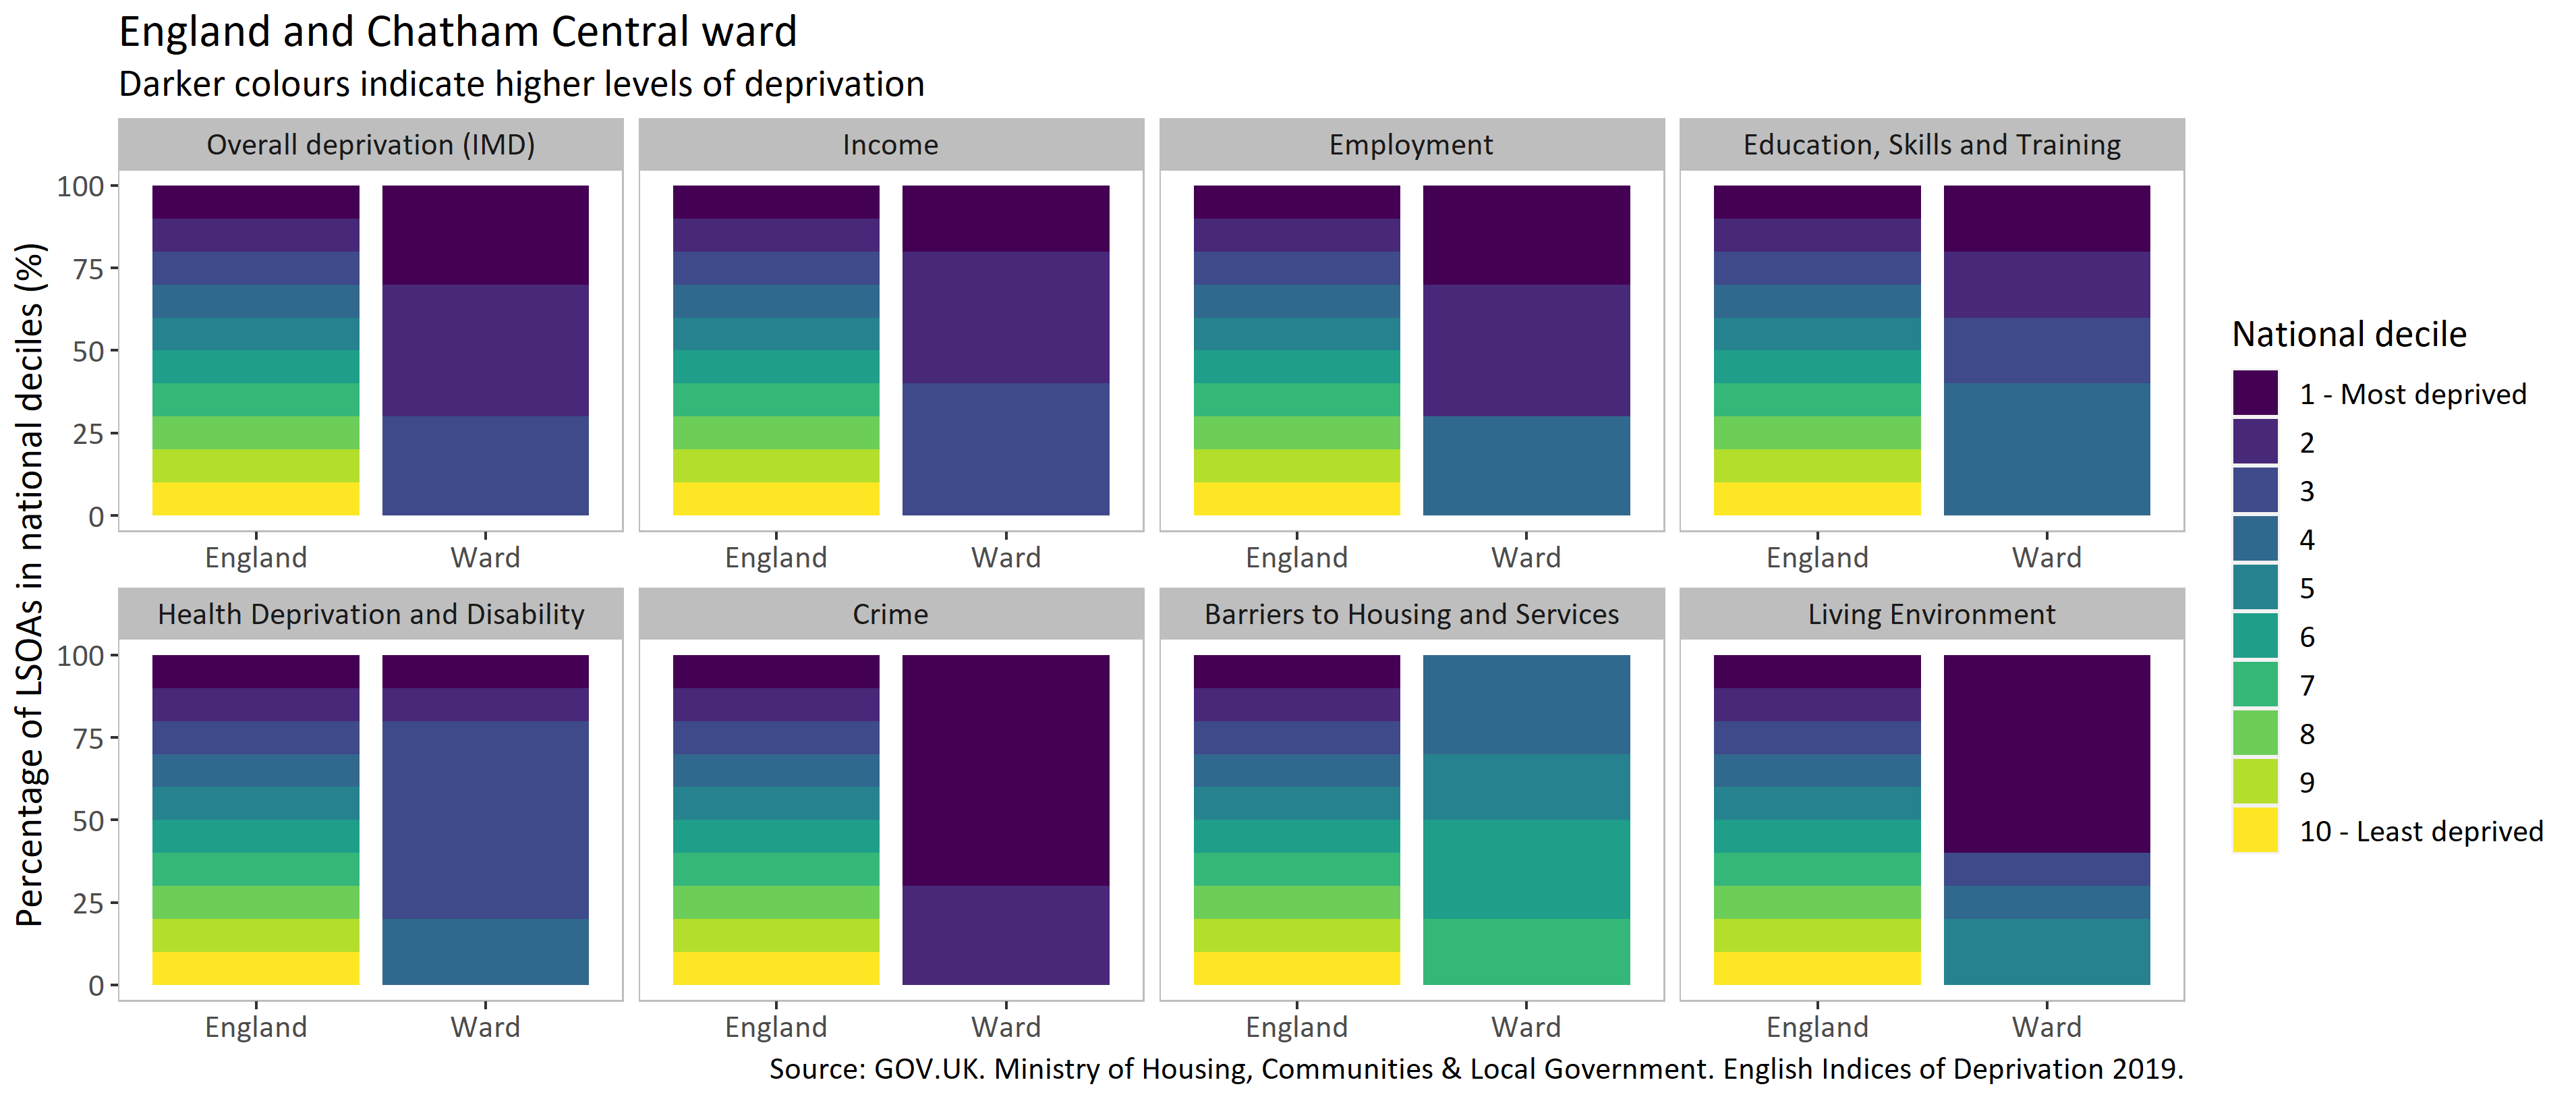 England and Chatham Central ward
Darker colours indicate higher levels of deprivation
Percentage of LSOAs in national deciles (%)
Overall deprivation (IMD)
Income
Employment
Education, Skills and Training
100
75
50
25
0
England
Ward
England
Ward
England
Ward
England
Ward
Health Deprivation and Disability
Crime
Barriers to Housing and Services
Living Environment
100
75
50
25
0
England
Ward
England
Ward
England
Ward
England
Ward
National decile
1 - Most deprived
2
3
4
5
6
7
8
9
10 - Least deprived
Source: GOV.UK. Ministry of Housing, Communities & Local Government. English Indices of Deprivation 2019.